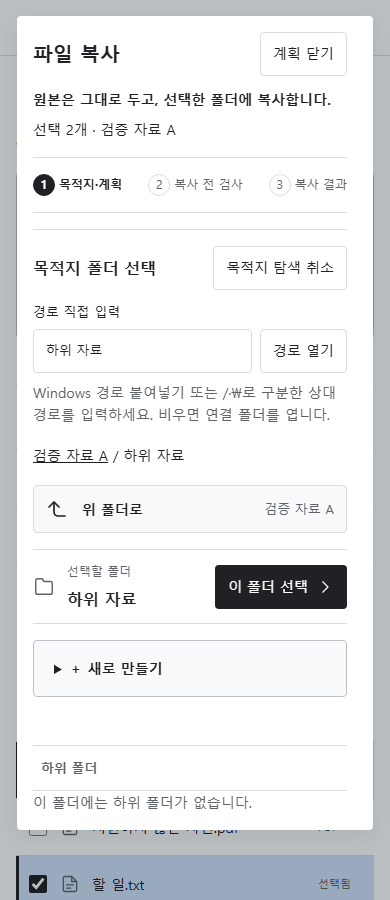 파일 복사
계획 닫기
원본은 그대로 두고, 선택한 폴더에 복사합니다.
선택 2개 · 검증 자료 A
1 목적지·계획
2 복사 전 검사
3 복사 결과
목적지 폴더 선택
목적지 탐색 취소
경로 직접 입력
하위 자료
경로 열기
Windows 경로 붙여넣기 또는 /·₩로 구분한 상대
경로를 입력하세요. 비우면 연결 폴더를 엽니다.
검증 자료 A / 하위 자료
위 폴더로
검증 자료 A
선택할 폴더
하위 자료
이 폴더 선택
+ 새로 만들기
하위 폴더
이 폴더에는 하위 폴더가 없습니다.
할 일.txt
선택됨